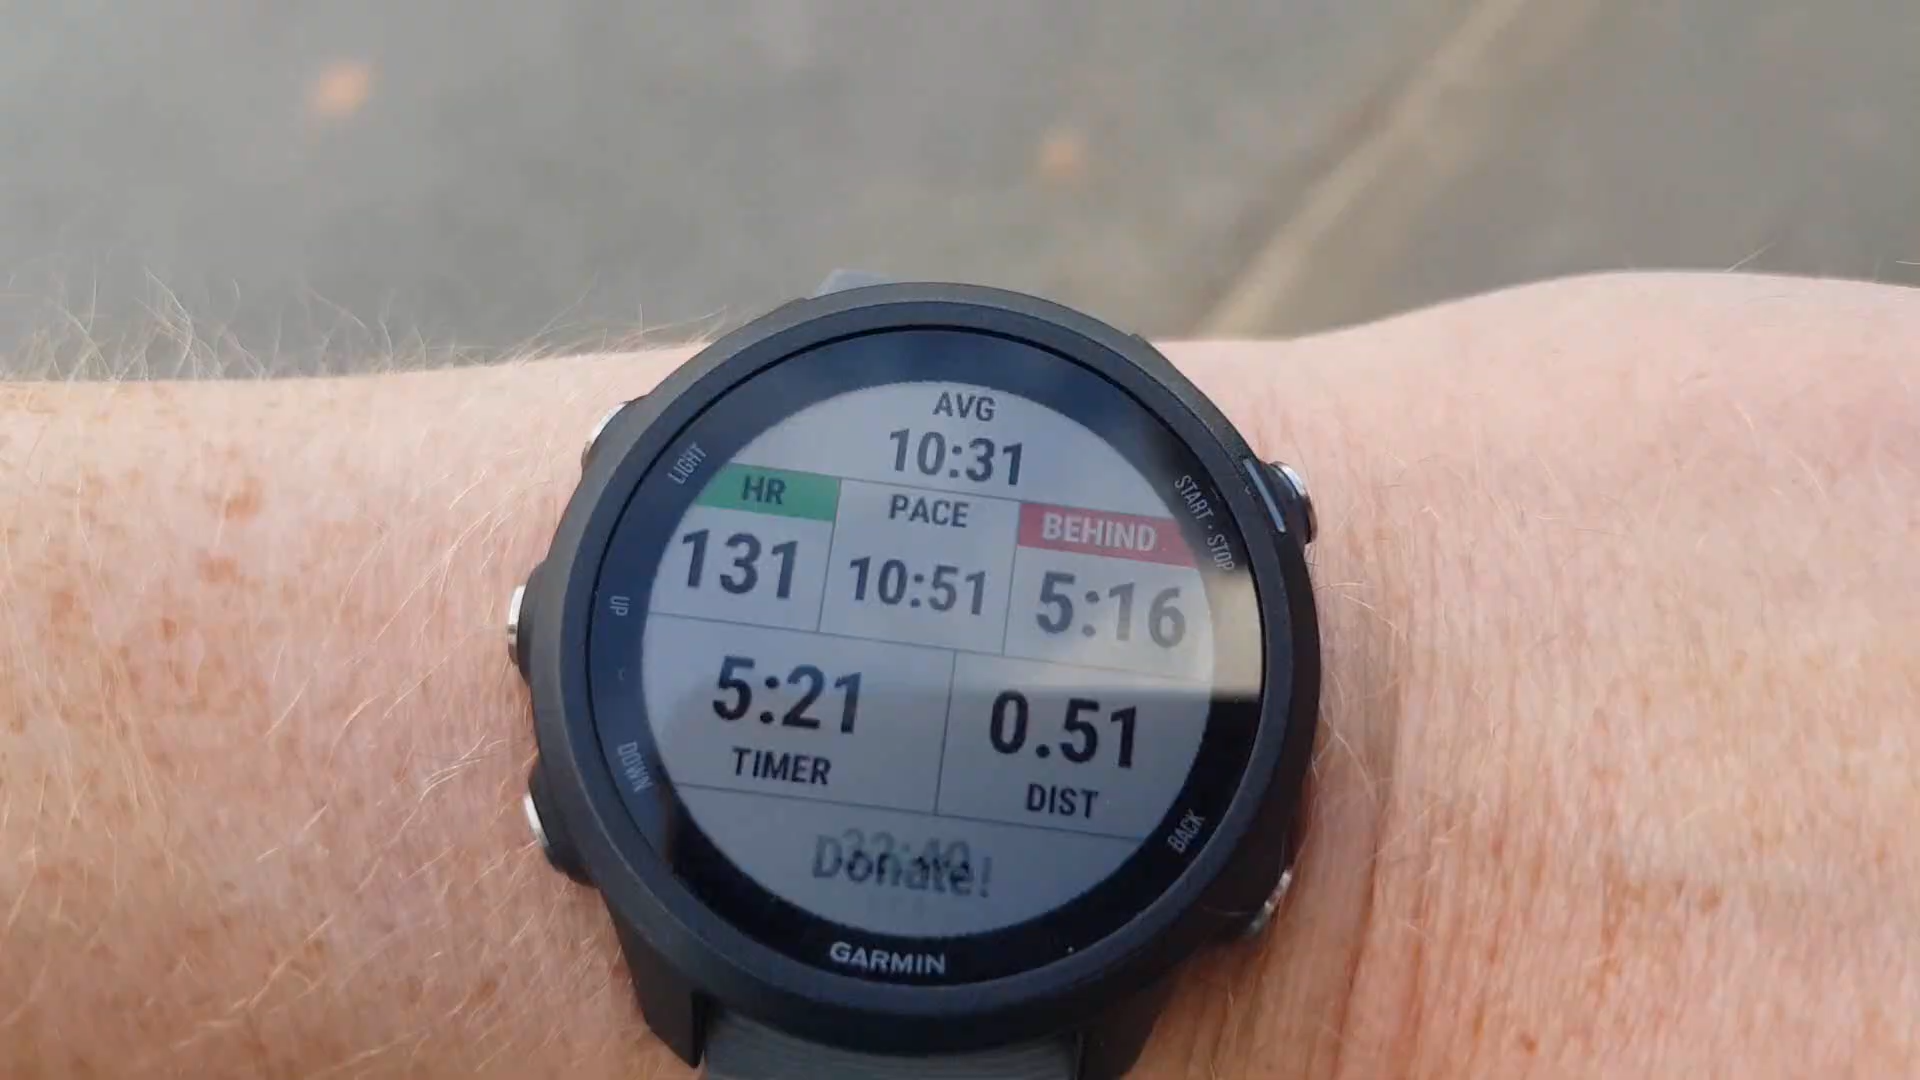 AVG
10:31
HR
PACE
BEHIND
131
10:51
5:16
5:21
0.51
TIMER
DIST
Donate!
GARMIN
LIGHT
UP
DOWN
START · STOP
BACK